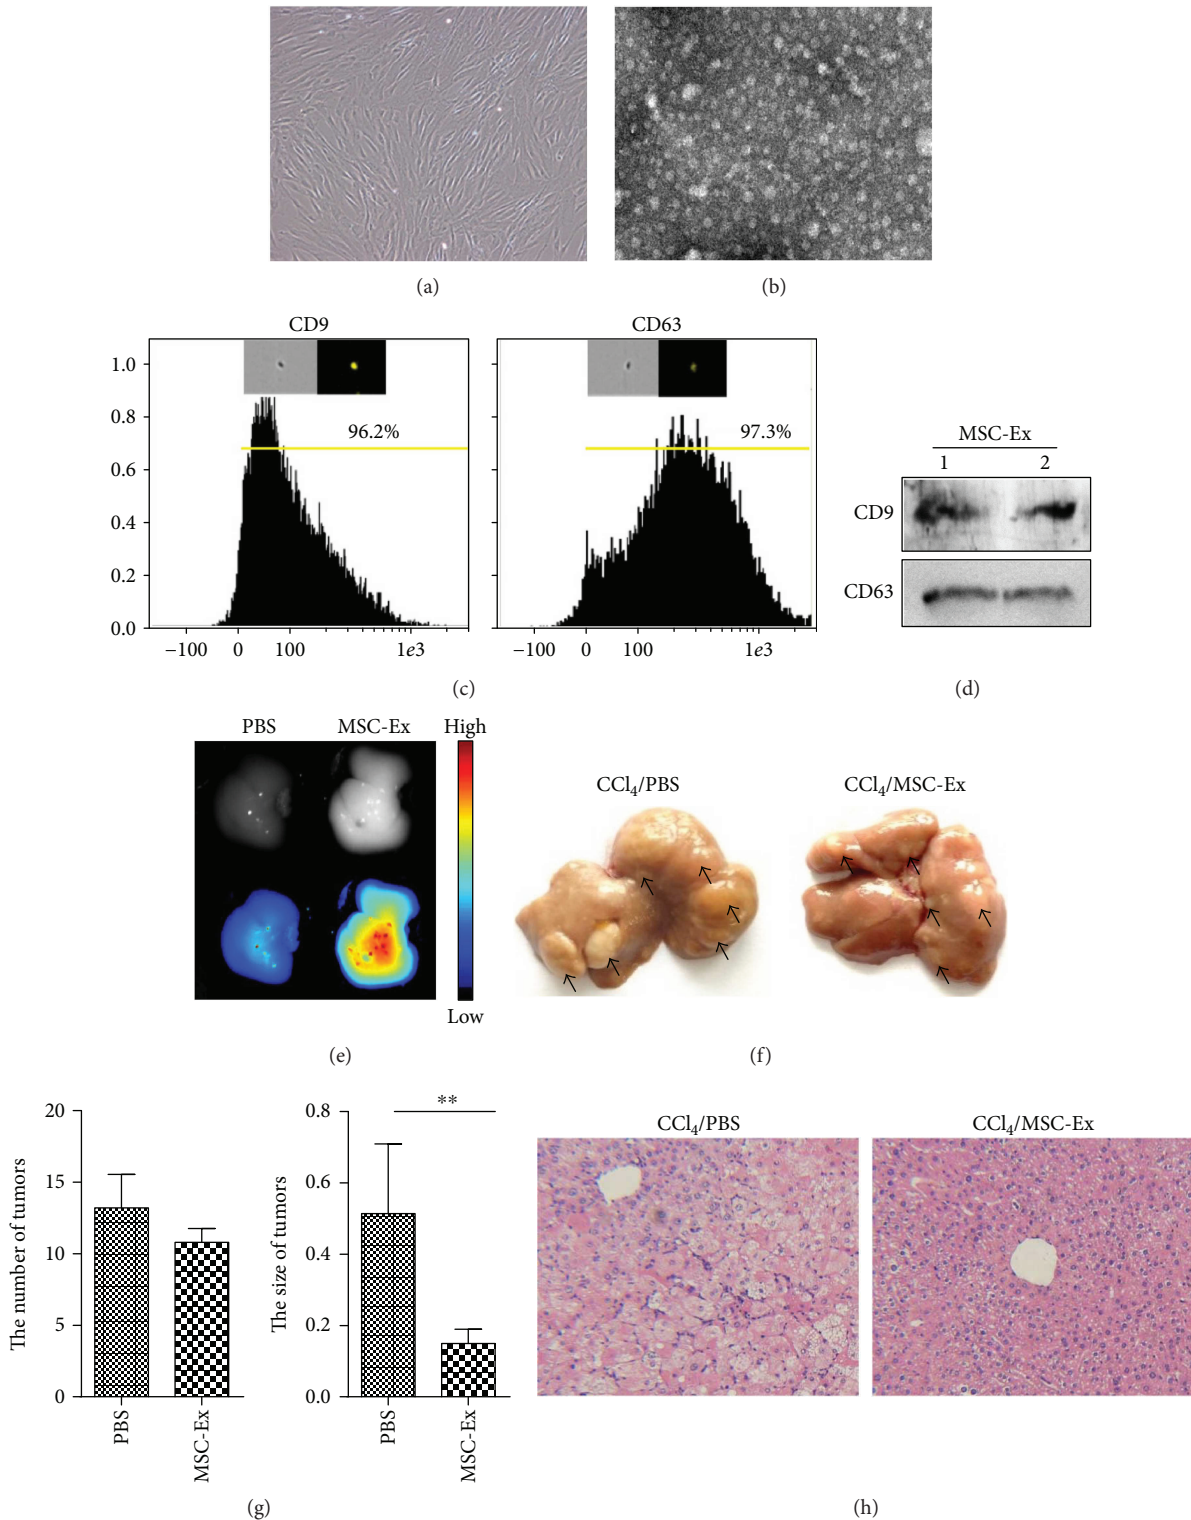 (a)
(b)
CD9
CD63
1.0
0.8
0.6
0.4
0.2
0.0
96.2%
97.3%
−100
0
100
1e3
−100
0
100
1e3
(c)
MSC-Ex
1
2
CD9
CD63
(d)
PBS
MSC-Ex
High
Low
(e)
CCl4/PBS
CCl4/MSC-Ex
(f)
The number of tumors
20
15
10
5
0
PBS
MSC-Ex
The size of tumors
0.8
0.6
0.4
0.2
0.0
**
PBS
MSC-Ex
(g)
CCl4/PBS
CCl4/MSC-Ex
(h)